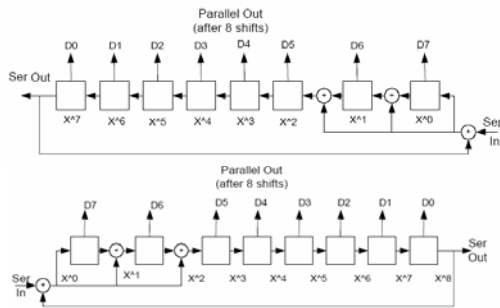 Parallel Out
(after 8 shifts)
D0 D1 D2 D3 D4 D5 D6 D7
Ser Out
X^7 X^6 X^5 X^4 X^3 X^2 X^1 X^0
Ser
In
Parallel Out
(after 8 shifts)
D7 D6 D5 D4 D3 D2 D1 D0
Ser
Out
Ser
In
X^0 X^1 X^2 X^3 X^4 X^5 X^6 X^7 X^8